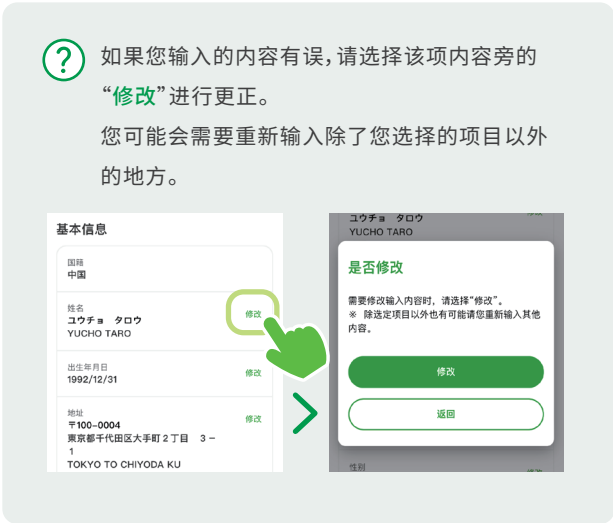 ?
如果您输入的内容有误,请选择该项内容旁的
“修改”进行更正。
您可能会需要重新输入除了您选择的项目以外
的地方。
基本信息
国籍
中国
姓名
ユウチョ タロウ
YUCHO TARO
修改
出生年月日
1992/12/31
修改
地址
〒100-0004
東京都千代田区大手町2丁目 3-
1
TOKYO TO CHIYODA KU
修改
ユウチョ タロウ
YUCHO TARO
是否修改
需要修改输入内容时，请选择“修改”。
※ 除选定项目以外也有可能请您重新输入其他
内容。
修改
返回
性别
修改